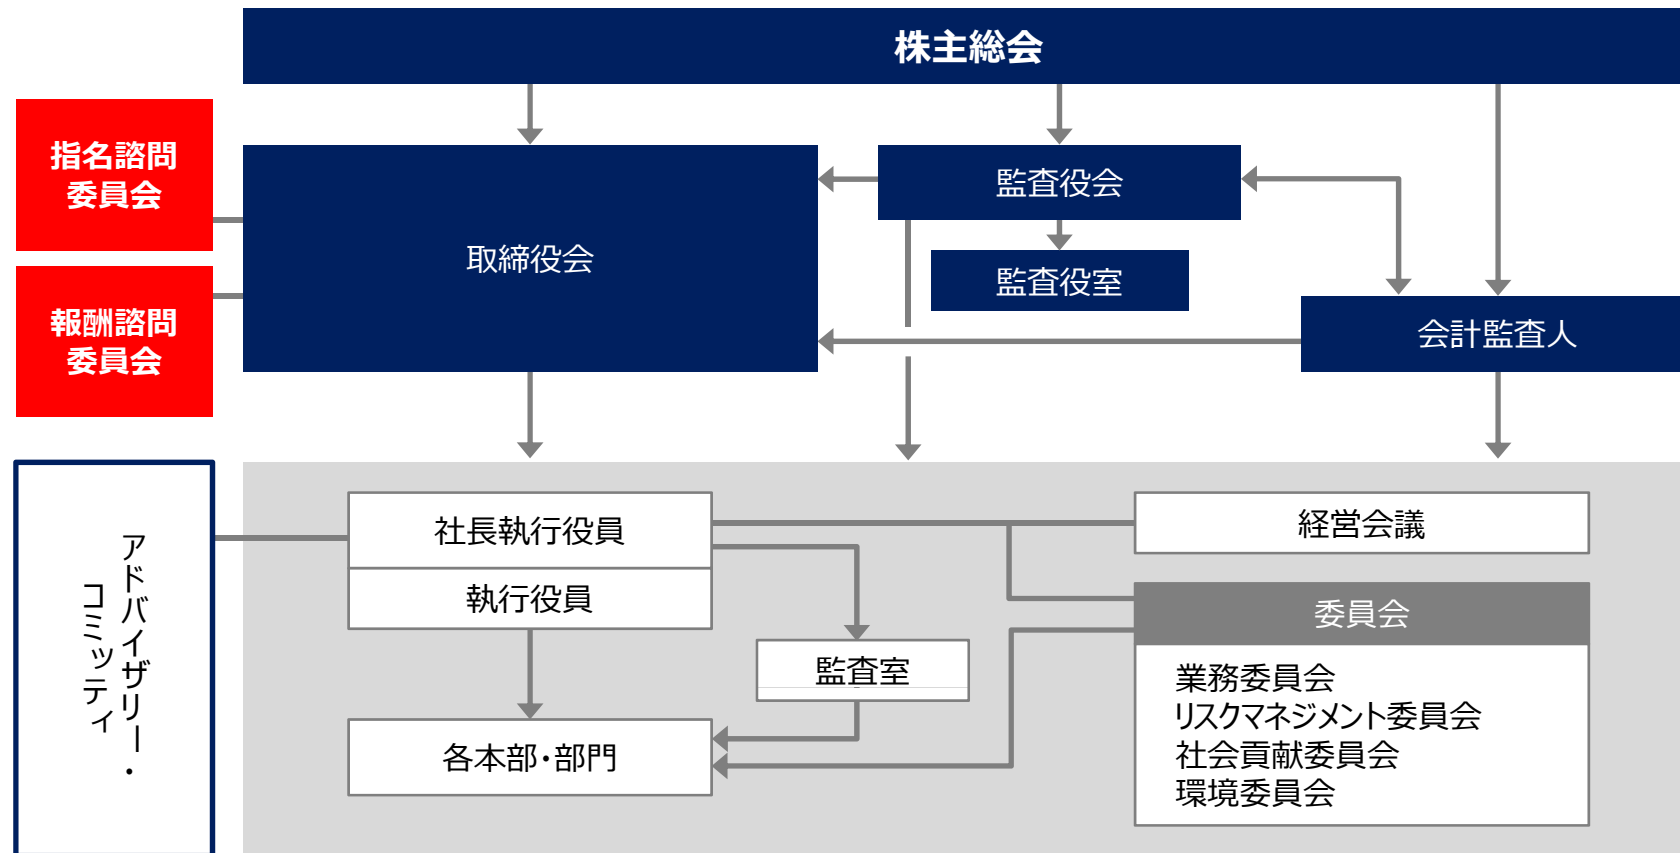 株主総会
指名諮問
委員会
取締役会
監査役会
監査役室
報酬諮問
委員会
会計監査人
アドバイザリー・
コミッティ
社長執行役員
執行役員
経営会議
委員会
監査室
業務委員会
リスクマネジメント委員会
社会貢献委員会
環境委員会
各本部・部門